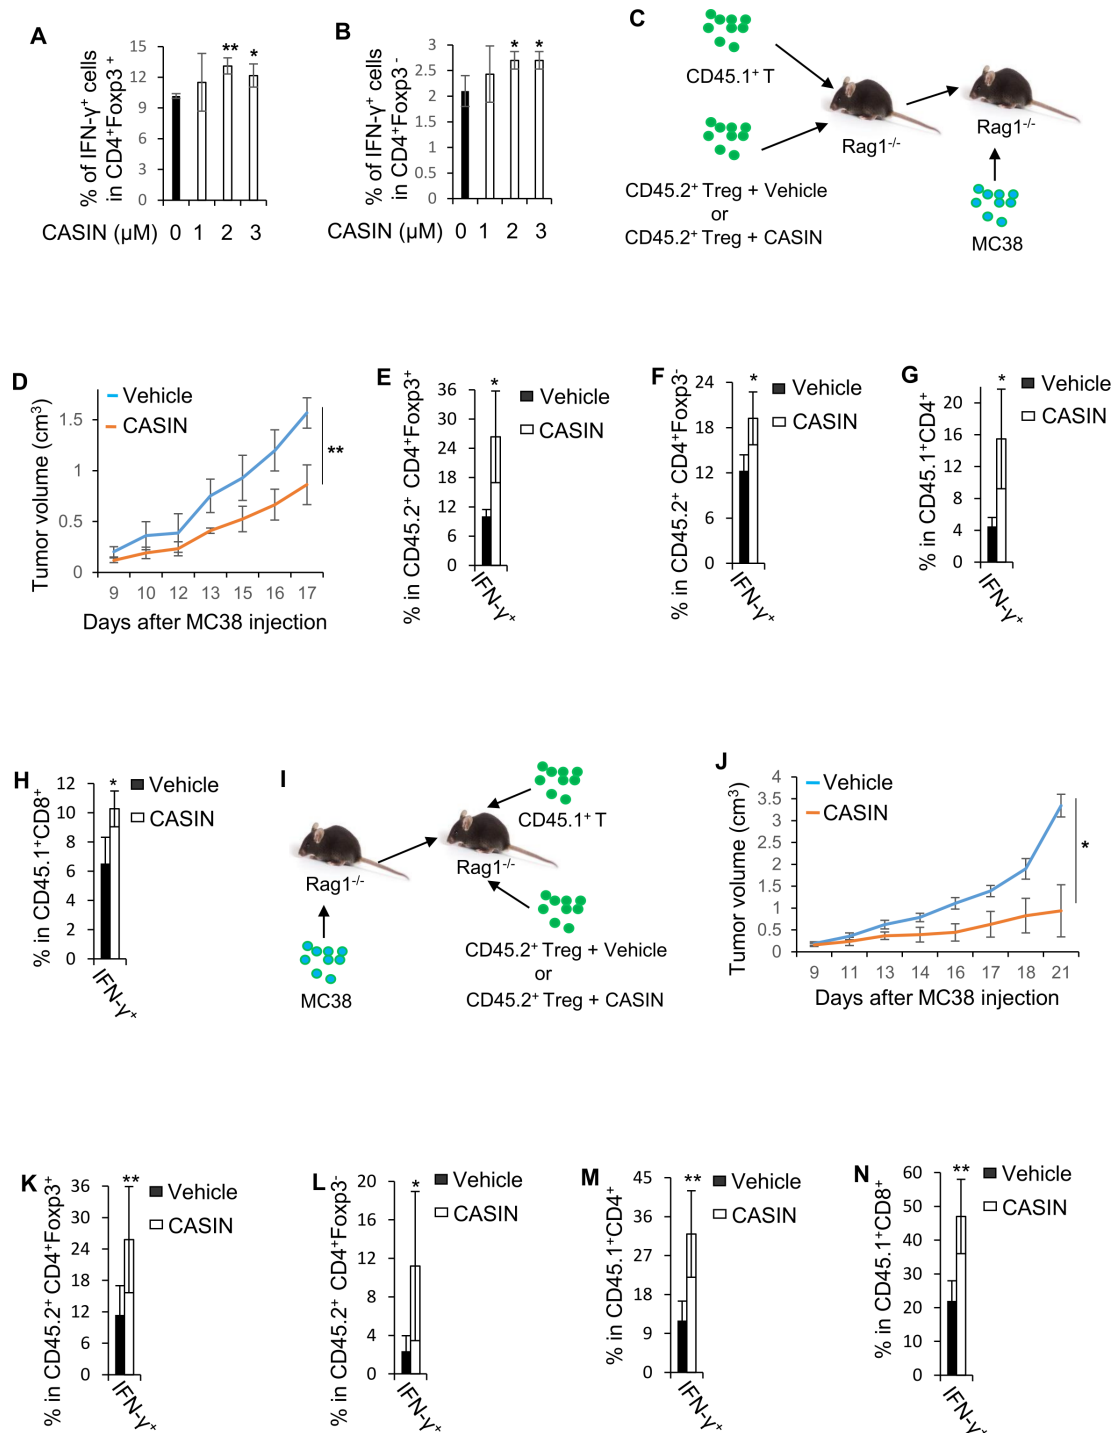 A
% of IFN-γ⁺ cells
in CD4⁺Foxp3⁺
15
12
9
6
3
0
**
*
CASIN (μM) 0 1 2 3
B
% of IFN-γ⁺ cells
in CD4⁺Foxp3⁻
3
2.5
2
1.5
1
0.5
0
*
*
CASIN (μM) 0 1 2 3
C
CD45.1⁺ T
Rag1⁻/⁻
Rag1⁻/⁻
CD45.2⁺ Treg + Vehicle
or
CD45.2⁺ Treg + CASIN
MC38
D
Tumor volume (cm³)
Vehicle
CASIN
1.5
1
0.5
0
**
9 10 12 13 15 16 17
Days after MC38 injection
E
% in CD45.2⁺ CD4⁺Foxp3⁺
36
30
24
18
12
6
0
*
Vehicle
CASIN
IFN-γ⁺
F
% in CD45.2⁺ CD4⁺Foxp3⁻
24
18
12
6
0
*
Vehicle
CASIN
IFN-γ⁺
G
% in CD45.1⁺CD4⁺
20
16
12
8
4
0
*
Vehicle
CASIN
IFN-γ⁺
H
% in CD45.1⁺CD8⁺
12
10
8
6
4
2
0
*
Vehicle
CASIN
IFN-γ⁺
I
CD45.1⁺ T
Rag1⁻/⁻
Rag1⁻/⁻
MC38
CD45.2⁺ Treg + Vehicle
or
CD45.2⁺ Treg + CASIN
J
Tumor volume (cm³)
4
3.5
3
2.5
2
1.5
1
0.5
0
Vehicle
CASIN
*
9 11 13 14 16 17 18 21
Days after MC38 injection
K
% in CD45.2⁺ CD4⁺Foxp3⁺
36
30
24
18
12
6
0
**
Vehicle
CASIN
IFN-γ⁺
L
% in CD45.2⁺ CD4⁺Foxp3⁻
20
16
12
8
4
0
*
Vehicle
CASIN
IFN-γ⁺
M
% in CD45.1⁺CD4⁺
45
36
27
18
9
0
**
Vehicle
CASIN
IFN-γ⁺
N
% in CD45.1⁺CD8⁺
60
50
40
30
20
10
0
**
Vehicle
CASIN
IFN-γ⁺